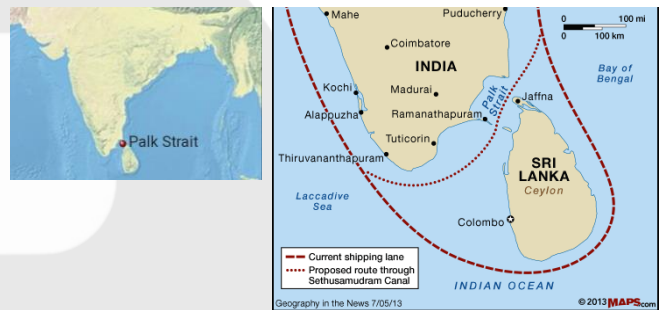 Palk Strait
Mahe
Puducherry
0 100 mi
0 100 km
Coimbatore
INDIA
Bay of
Bengal
Kochi
Madurai
Palk
Strait
Jaffna
Alappuzha
Ramanathapuram
Tuticorin
Thiruvananthapuram
SRI
LANKA
Ceylon
Laccadive
Sea
Colombo
Current shipping lane
Proposed route through
Sethusamudram Canal
INDIAN OCEAN
Geography in the News 7/05/13
© 2013 MAPS.com